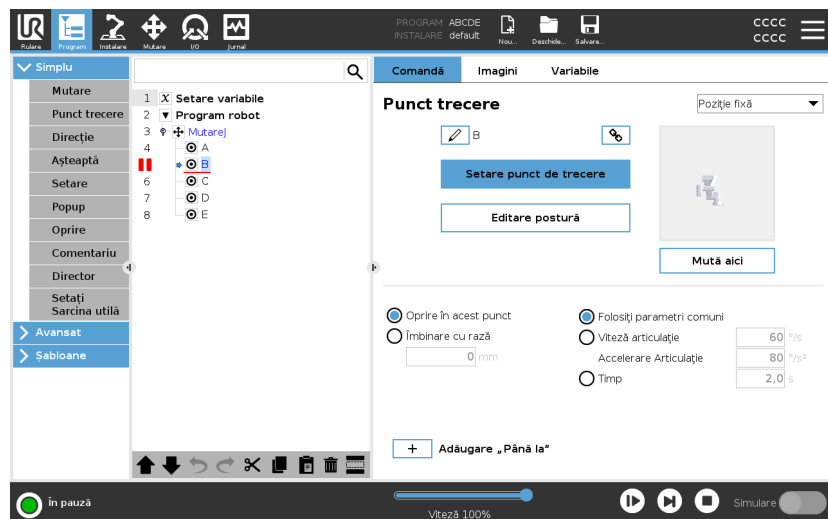 PROGRAM ABCDE
INSTALARE default
CCCC
CCCC
Rulare Program Instalare Mutare I/O Jurnal Nou... Deschide... Salvare...
Simplu
Mutare
Punct trecere
Direcție
Așteaptă
Setare
Popup
Oprire
Comentariu
Director
Setați
Sarcina utilă
Avansat
Șabloane
1 X Setare variabile
2 Program robot
3 MutareJ
4 A
B
6 C
7 D
8 E
Comandă Imagini Variabile
Punct trecere
Poziție fixă
B
Setare punct de trecere
Editare postură
Mută aici
Oprire în acest punct
Îmbinare cu rază
0 mm
Folosiți parametri comuni
Viteză articulație 60 °/s
Accelerare Articulație 80 °/s²
Timp 2,0 s
+ Adăugare „Până la”
În pauză
Viteză 100%
Simulare